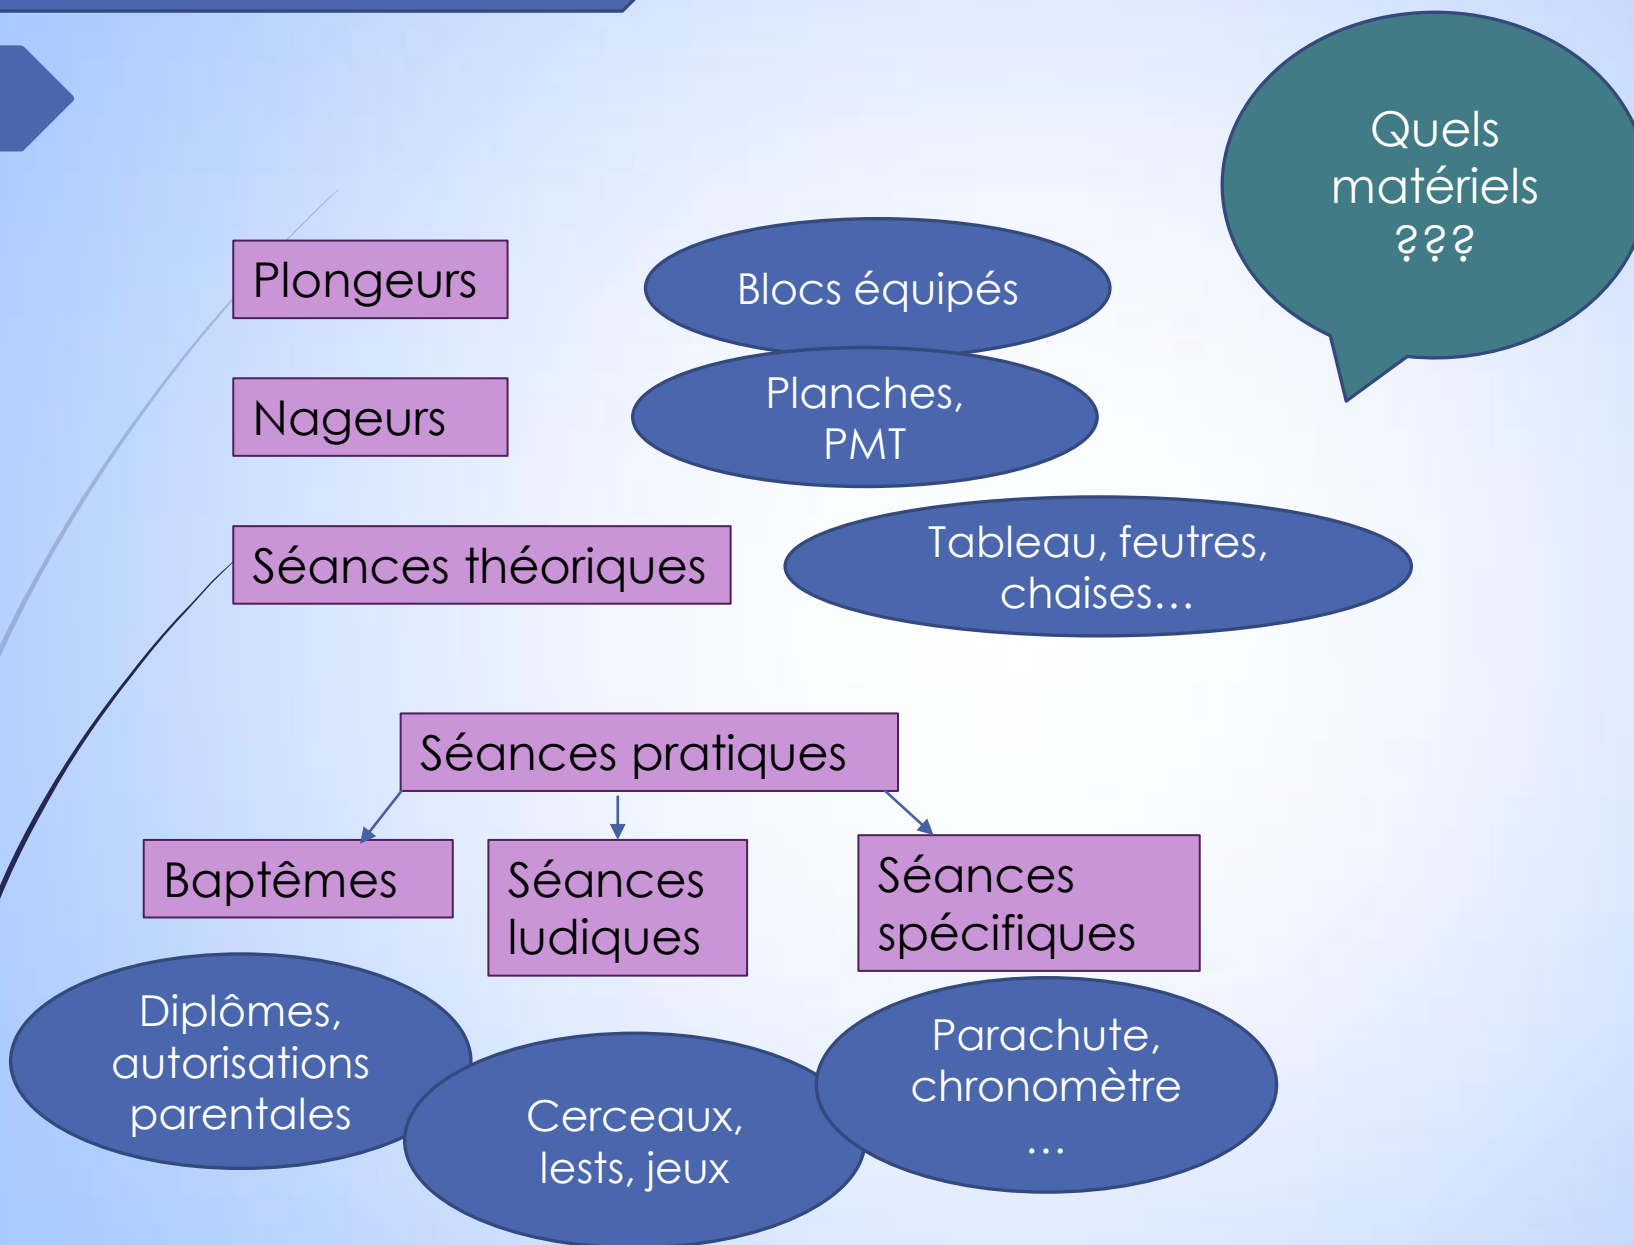 Quels
matériels
???
Plongeurs
Blocs équipés
Nageurs
Planches,
PMT
Séances théoriques
Tableau, feutres,
chaises…
Séances pratiques
Baptêmes
Séances
ludiques
Séances
spécifiques
Diplômes,
autorisations
parentales
Cerceaux,
lests, jeux
Parachute,
chronomètre
…